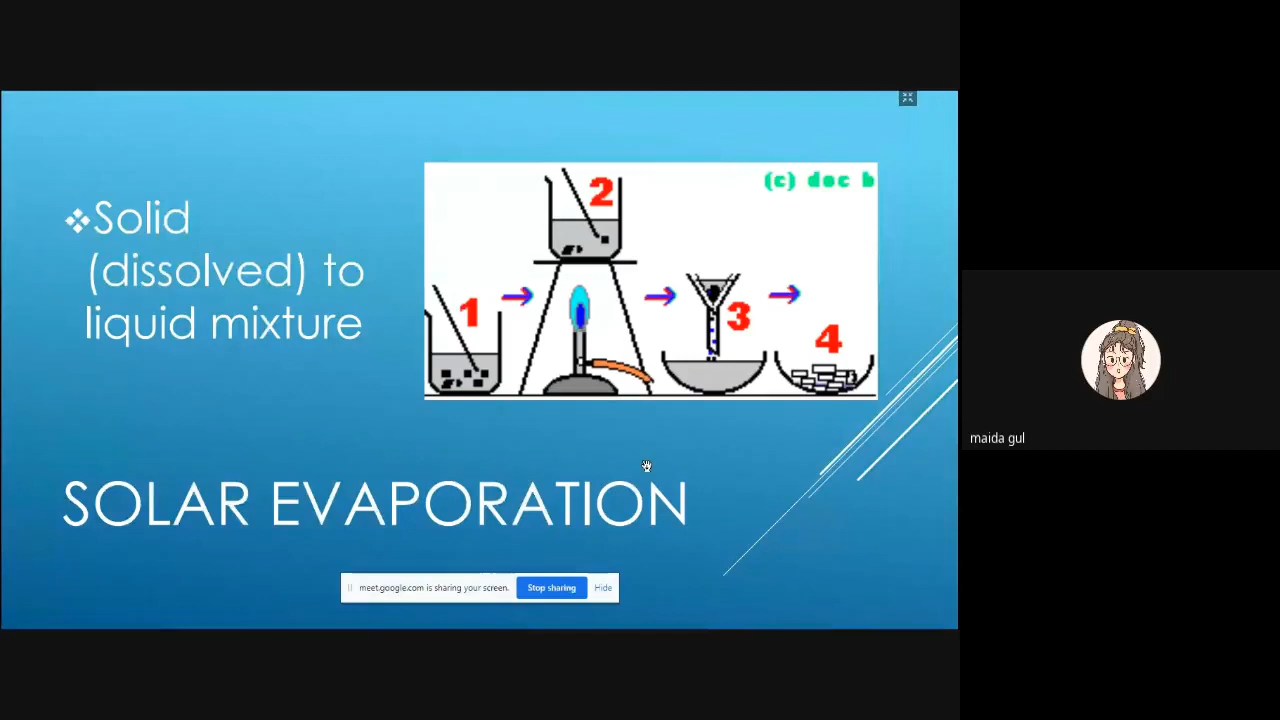 (c) doc b
2
1
3
4
Solid
(dissolved) to
liquid mixture
SOLAR EVAPORATION
meet.google.com is sharing your screen.
Stop sharing
Hide
maida gul